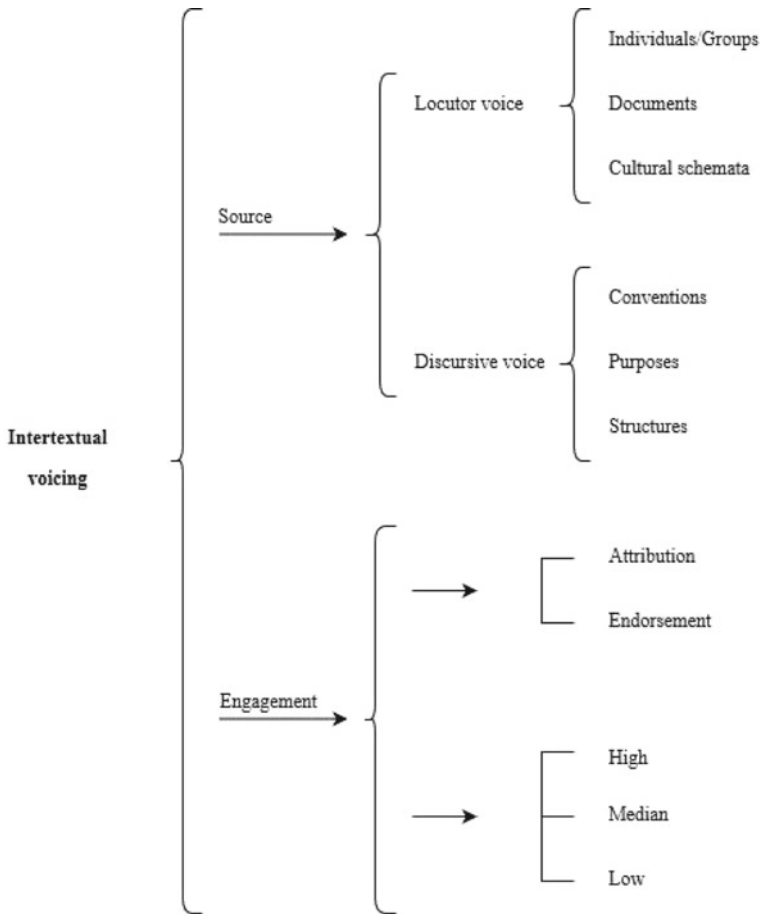 Individuals/Groups
Locutor voice
Documents
Cultural schemata
Source
Conventions
Discursive voice
Purposes
Structures
Intertextual
voicing
Attribution
Endorsement
Engagement
High
Median
Low